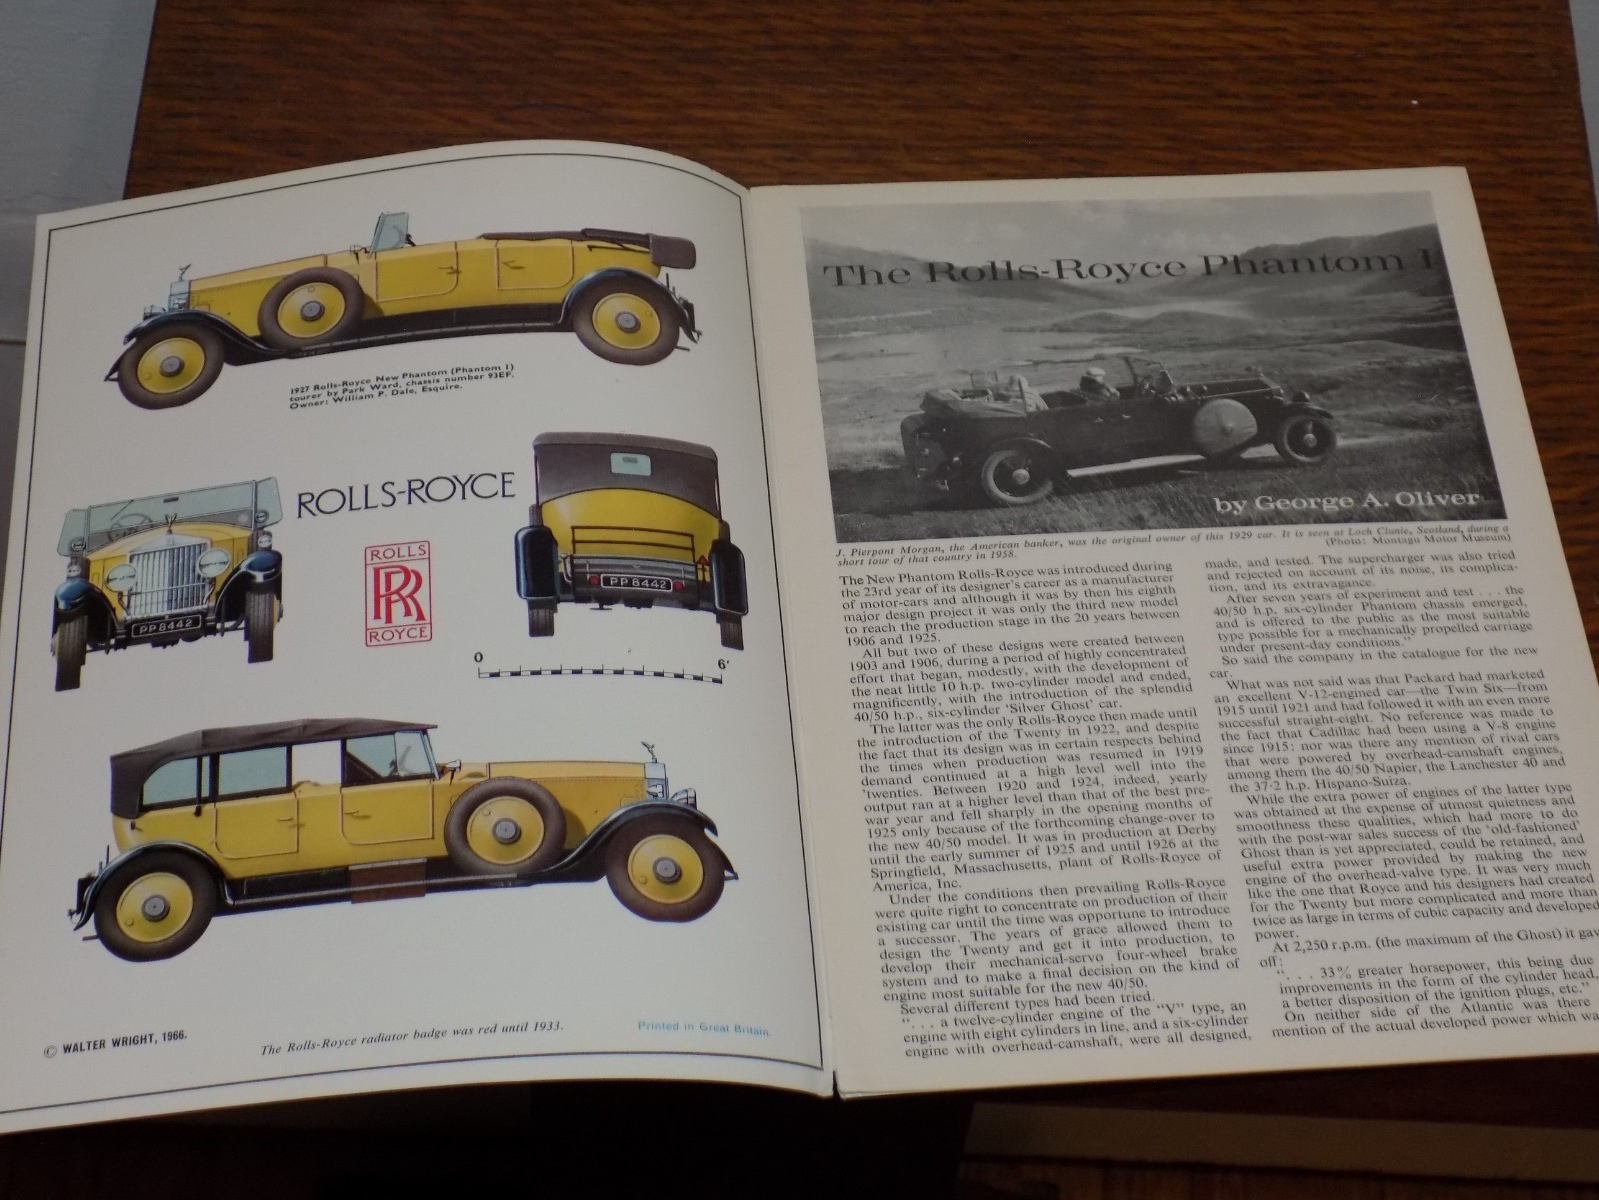 1927 Rolls-Royce New Phantom (Phantom I)
tourer by Park Ward, chassis number 93EF.
Owner: William P. Dale, Esquire.
ROLLS-ROYCE
ROLLS
RR
ROYCE
PP 8442
PP 8442
0
6'
© WALTER WRIGHT, 1966.
The Rolls-Royce radiator badge was red until 1933.
Printed in Great Britain.
The Rolls-Royce Phantom I
by George A. Oliver
J. Pierpont Morgan, the American banker, was the original owner of this 1929 car. It is seen at Loch Clunie, Scotland, during a
short tour of that country in 1958.
(Photo: Montagu Motor Museum)
The New Phantom Rolls-Royce was introduced during
the 23rd year of its designer's career as a manufacturer
of motor-cars and although it was by then his eighth
major design project it was only the third new model
to reach the production stage in the 20 years between
1906 and 1925.
All but two of these designs were created between
1903 and 1906, during a period of highly concentrated
effort that began, modestly, with the development of
the neat little 10 h.p. two-cylinder model and ended,
magnificently, with the introduction of the splendid
40/50 h.p., six-cylinder 'Silver Ghost' car.
The latter was the only Rolls-Royce then made until
the introduction of the Twenty in 1922, and despite
the fact that its design was in certain respects behind
the times when production was resumed in 1919
demand continued at a high level well into the
'twenties. Between 1920 and 1924, indeed, yearly
output ran at a higher level than that of the best pre-
war year and fell sharply in the opening months of
1925 only because of the forthcoming change-over to
the new 40/50 model. It was in production at Derby
until the early summer of 1925 and until 1926 at the
Springfield, Massachusetts, plant of Rolls-Royce of
America, Inc.
Under the conditions then prevailing Rolls-Royce
were quite right to concentrate on production of their
existing car until the time was opportune to introduce
a successor. The years of grace allowed them to
design the Twenty and get it into production, to
develop their mechanical-servo four-wheel brake
system and to make a final decision on the kind of
engine most suitable for the new 40/50.
Several different types had been tried.
". . . a twelve-cylinder engine of the "V" type, an
engine with eight cylinders in line, and a six-cylinder
engine with overhead-camshaft, were all designed,
made, and tested. The supercharger was also tried
and rejected on account of its noise, its complica-
tion, and its extravagance.
After seven years of experiment and test . . . the
40/50 h.p. six-cylinder Phantom chassis emerged,
and is offered to the public as the most suitable
type possible for a mechanically propelled carriage
under present-day conditions."
So said the company in the catalogue for the new
car.
What was not said was that Packard had marketed
an excellent V-12-engined car—the Twin Six—from
1915 until 1921 and had followed it with an even more
successful straight-eight. No reference was made to
the fact that Cadillac had been using a V-8 engine
since 1915: nor was there any mention of rival cars
that were powered by overhead-camshaft engines,
among them the 40/50 Napier, the Lanchester 40 and
the 37·2 h.p. Hispano-Suiza.
While the extra power of engines of the latter type
was obtained at the expense of utmost quietness and
smoothness these qualities, which had more to do
with the post-war sales success of the 'old-fashioned'
Ghost than is yet appreciated, could be retained, and
useful extra power provided by making the new
engine of the overhead-valve type. It was very much
like the one that Royce and his designers had created
for the Twenty but more complicated and more than
twice as large in terms of cubic capacity and developed
power.
At 2,250 r.p.m. (the maximum of the Ghost) it gav
off:
". . . 33% greater horsepower, this being due
improvements in the form of the cylinder head,
a better disposition of the ignition plugs, etc."
On neither side of the Atlantic was there
mention of the actual developed power which wa